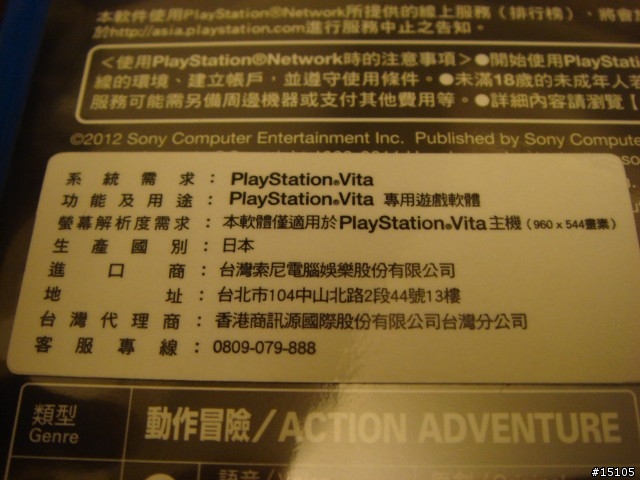 本軟體使用PlayStation®Network所提供的線上服務（排行榜），將會
於http://asia.playstation.com進行服務中止之告知。
＜使用PlayStation®Network時的注意事項＞●開始使用PlayStation
線的環境、建立帳戶，並遵守使用條件。●未滿18歲的未成年人若
服務可能需另備周邊機器或支付其他費用等。●詳細內容請瀏覽［
©2012 Sony Computer Entertainment Inc. Published by Sony Compute
系統需求：PlayStation®Vita
功能及用途：PlayStation®Vita 專用遊戲軟體
螢幕解析度需求：本軟體僅適用於PlayStation®Vita主機（960 x 544畫素）
生產國別：日本
進口商：台灣索尼電腦娛樂股份有限公司
地址：台北市104中山北路2段44號13樓
台灣代理商：香港商訊源國際股份有限公司台灣分公司
客服專線：0809-079-888
類型 動作冒險/ACTION ADVENTURE
Genre
語音
#15105